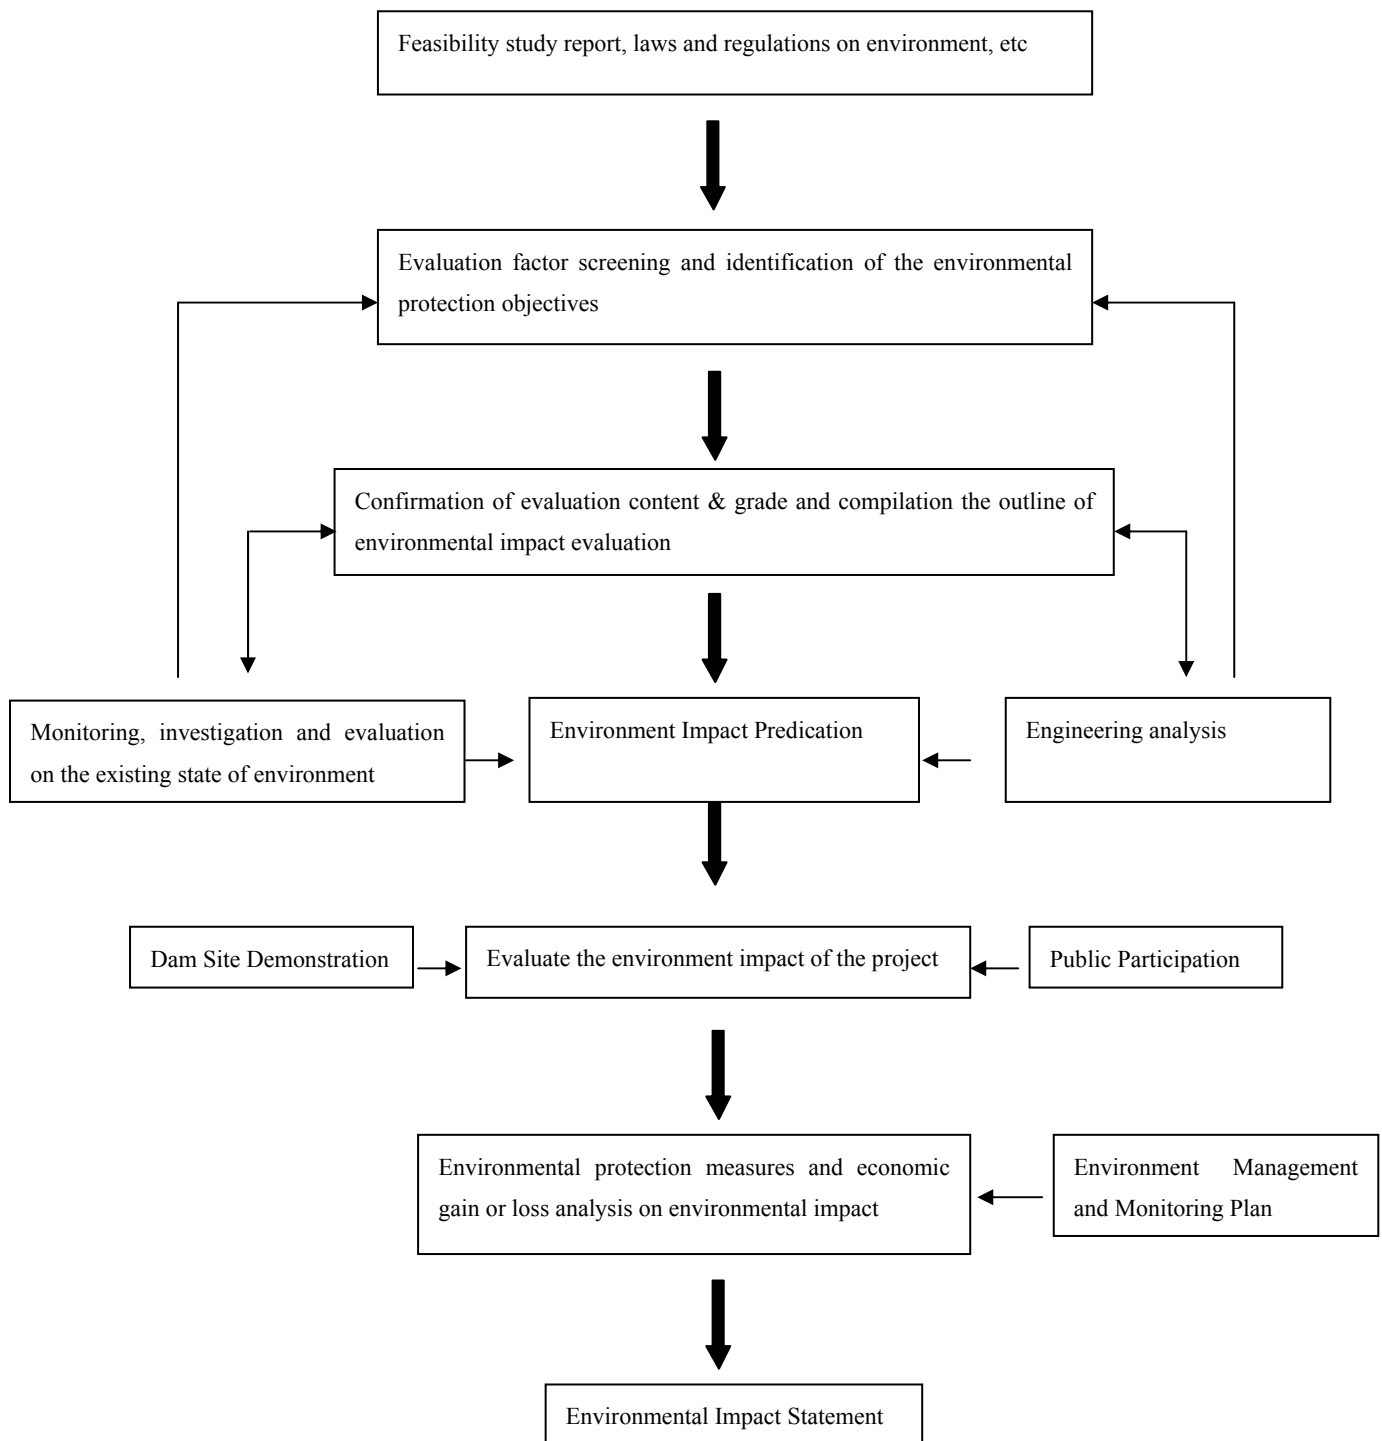 Feasibility study report, laws and regulations on environment, etc
Evaluation factor screening and identification of the environmental
protection objectives
Confirmation of evaluation content & grade and compilation the outline of
environmental impact evaluation
Monitoring, investigation and evaluation
on the existing state of environment
Environment Impact Predication
Engineering analysis
Dam Site Demonstration
Evaluate the environment impact of the project
Public Participation
Environmental protection measures and economic
gain or loss analysis on environmental impact
Environment Management
and Monitoring Plan
Environmental Impact Statement